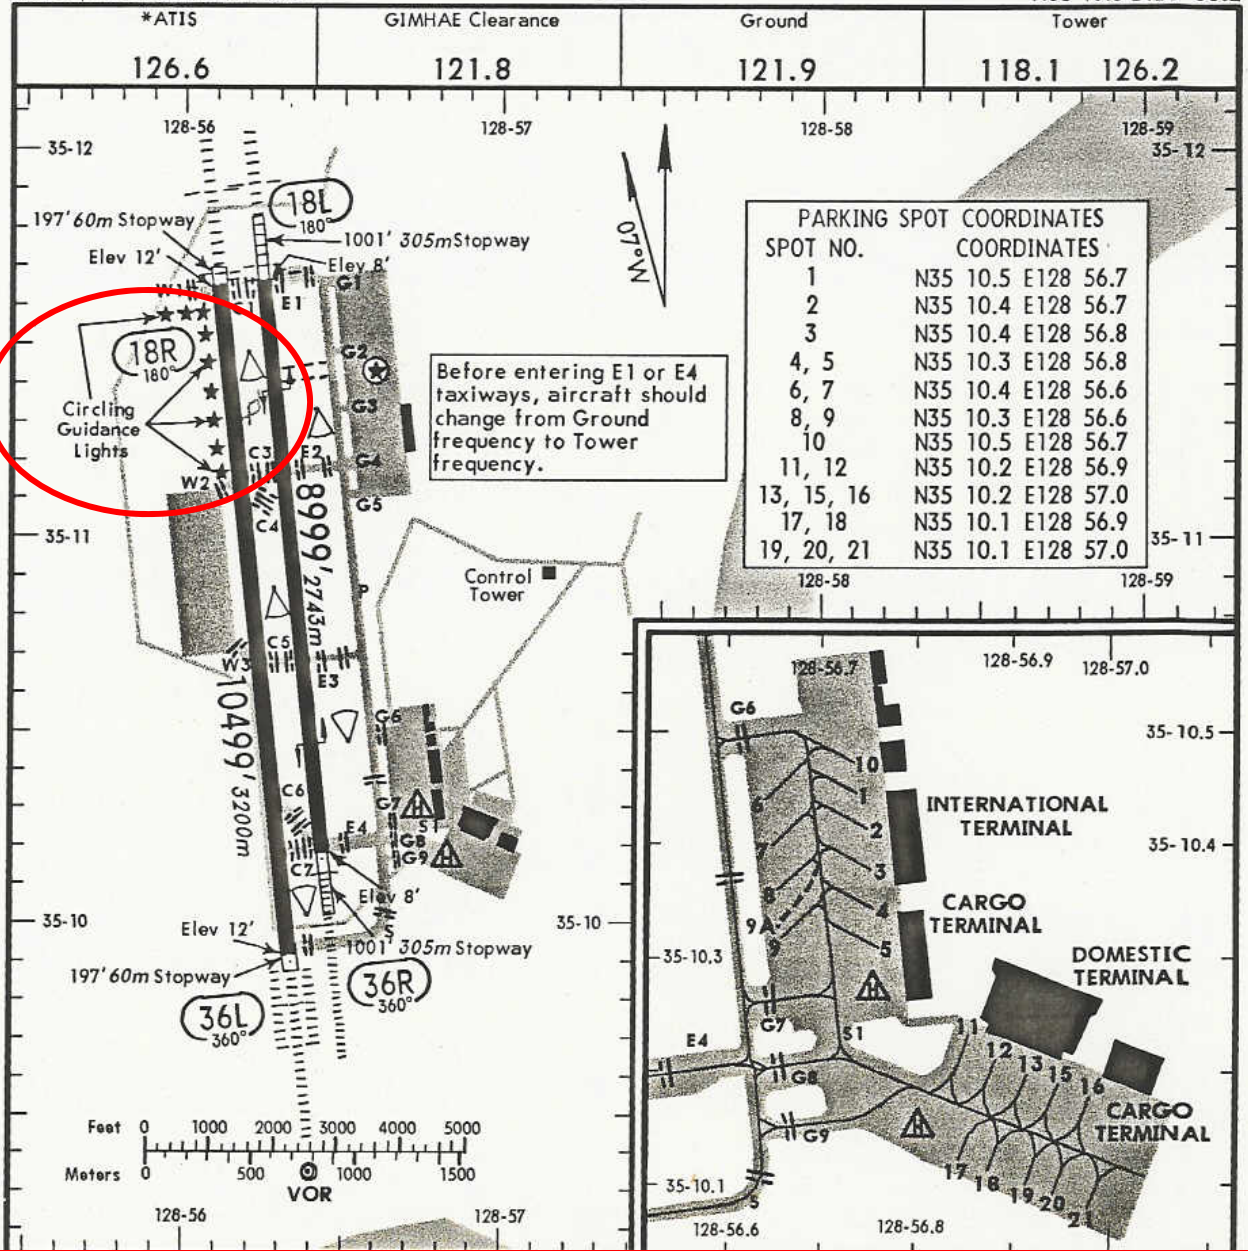 *ATIS
126.6
GIMHAE Clearance
121.8
Ground
121.9
Tower
118.1 126.2
128-56
128-57
128-58
128-59
35-12
35-12
18L
180°
197' 60m Stopway
1001' 305m Stopway
Elev 12'
Elev 8'
W1
C1
E1
G1
07°W
18R
180°
G2
Circling
Guidance
Lights
G3
C3
E2
G4
W2
C4
G5
Before entering E1 or E4
taxiways, aircraft should
change from Ground
frequency to Tower
frequency.
PARKING SPOT COORDINATES
SPOT NO. COORDINATES
1 N35 10.5 E128 56.7
2 N35 10.4 E128 56.7
3 N35 10.4 E128 56.8
4, 5 N35 10.3 E128 56.8
6, 7 N35 10.4 E128 56.6
8, 9 N35 10.3 E128 56.6
10 N35 10.5 E128 56.7
11, 12 N35 10.2 E128 56.9
13, 15, 16 N35 10.2 E128 57.0
17, 18 N35 10.1 E128 56.9
19, 20, 21 N35 10.1 E128 57.0
35-11
35-11
128-58
128-59
8999' 2743m
P
Control
Tower
C5
W3
E3
10499' 3200m
G6
C6
G7
S1
E4
G8
G9
C7
Elev 8'
35-10
35-10
Elev 12'
S
1001' 305m Stopway
197' 60m Stopway
36R
360°
36L
360°
Feet 0 1000 2000 3000 4000 5000
Meters 0 500 1000 1500
VOR
128-56
128-57
128-56.7
128-56.9
128-57.0
G6
35-10.5
10
6
1
INTERNATIONAL
TERMINAL
2
7
35-10.4
3
8
4
9A
CARGO
TERMINAL
9
5
35-10.3
DOMESTIC
TERMINAL
G7
E4
S1
11
12
13
15
16
G8
CARGO
TERMINAL
G9
17
18
19
20
21
35-10.1
S
128-56.6
128-56.8